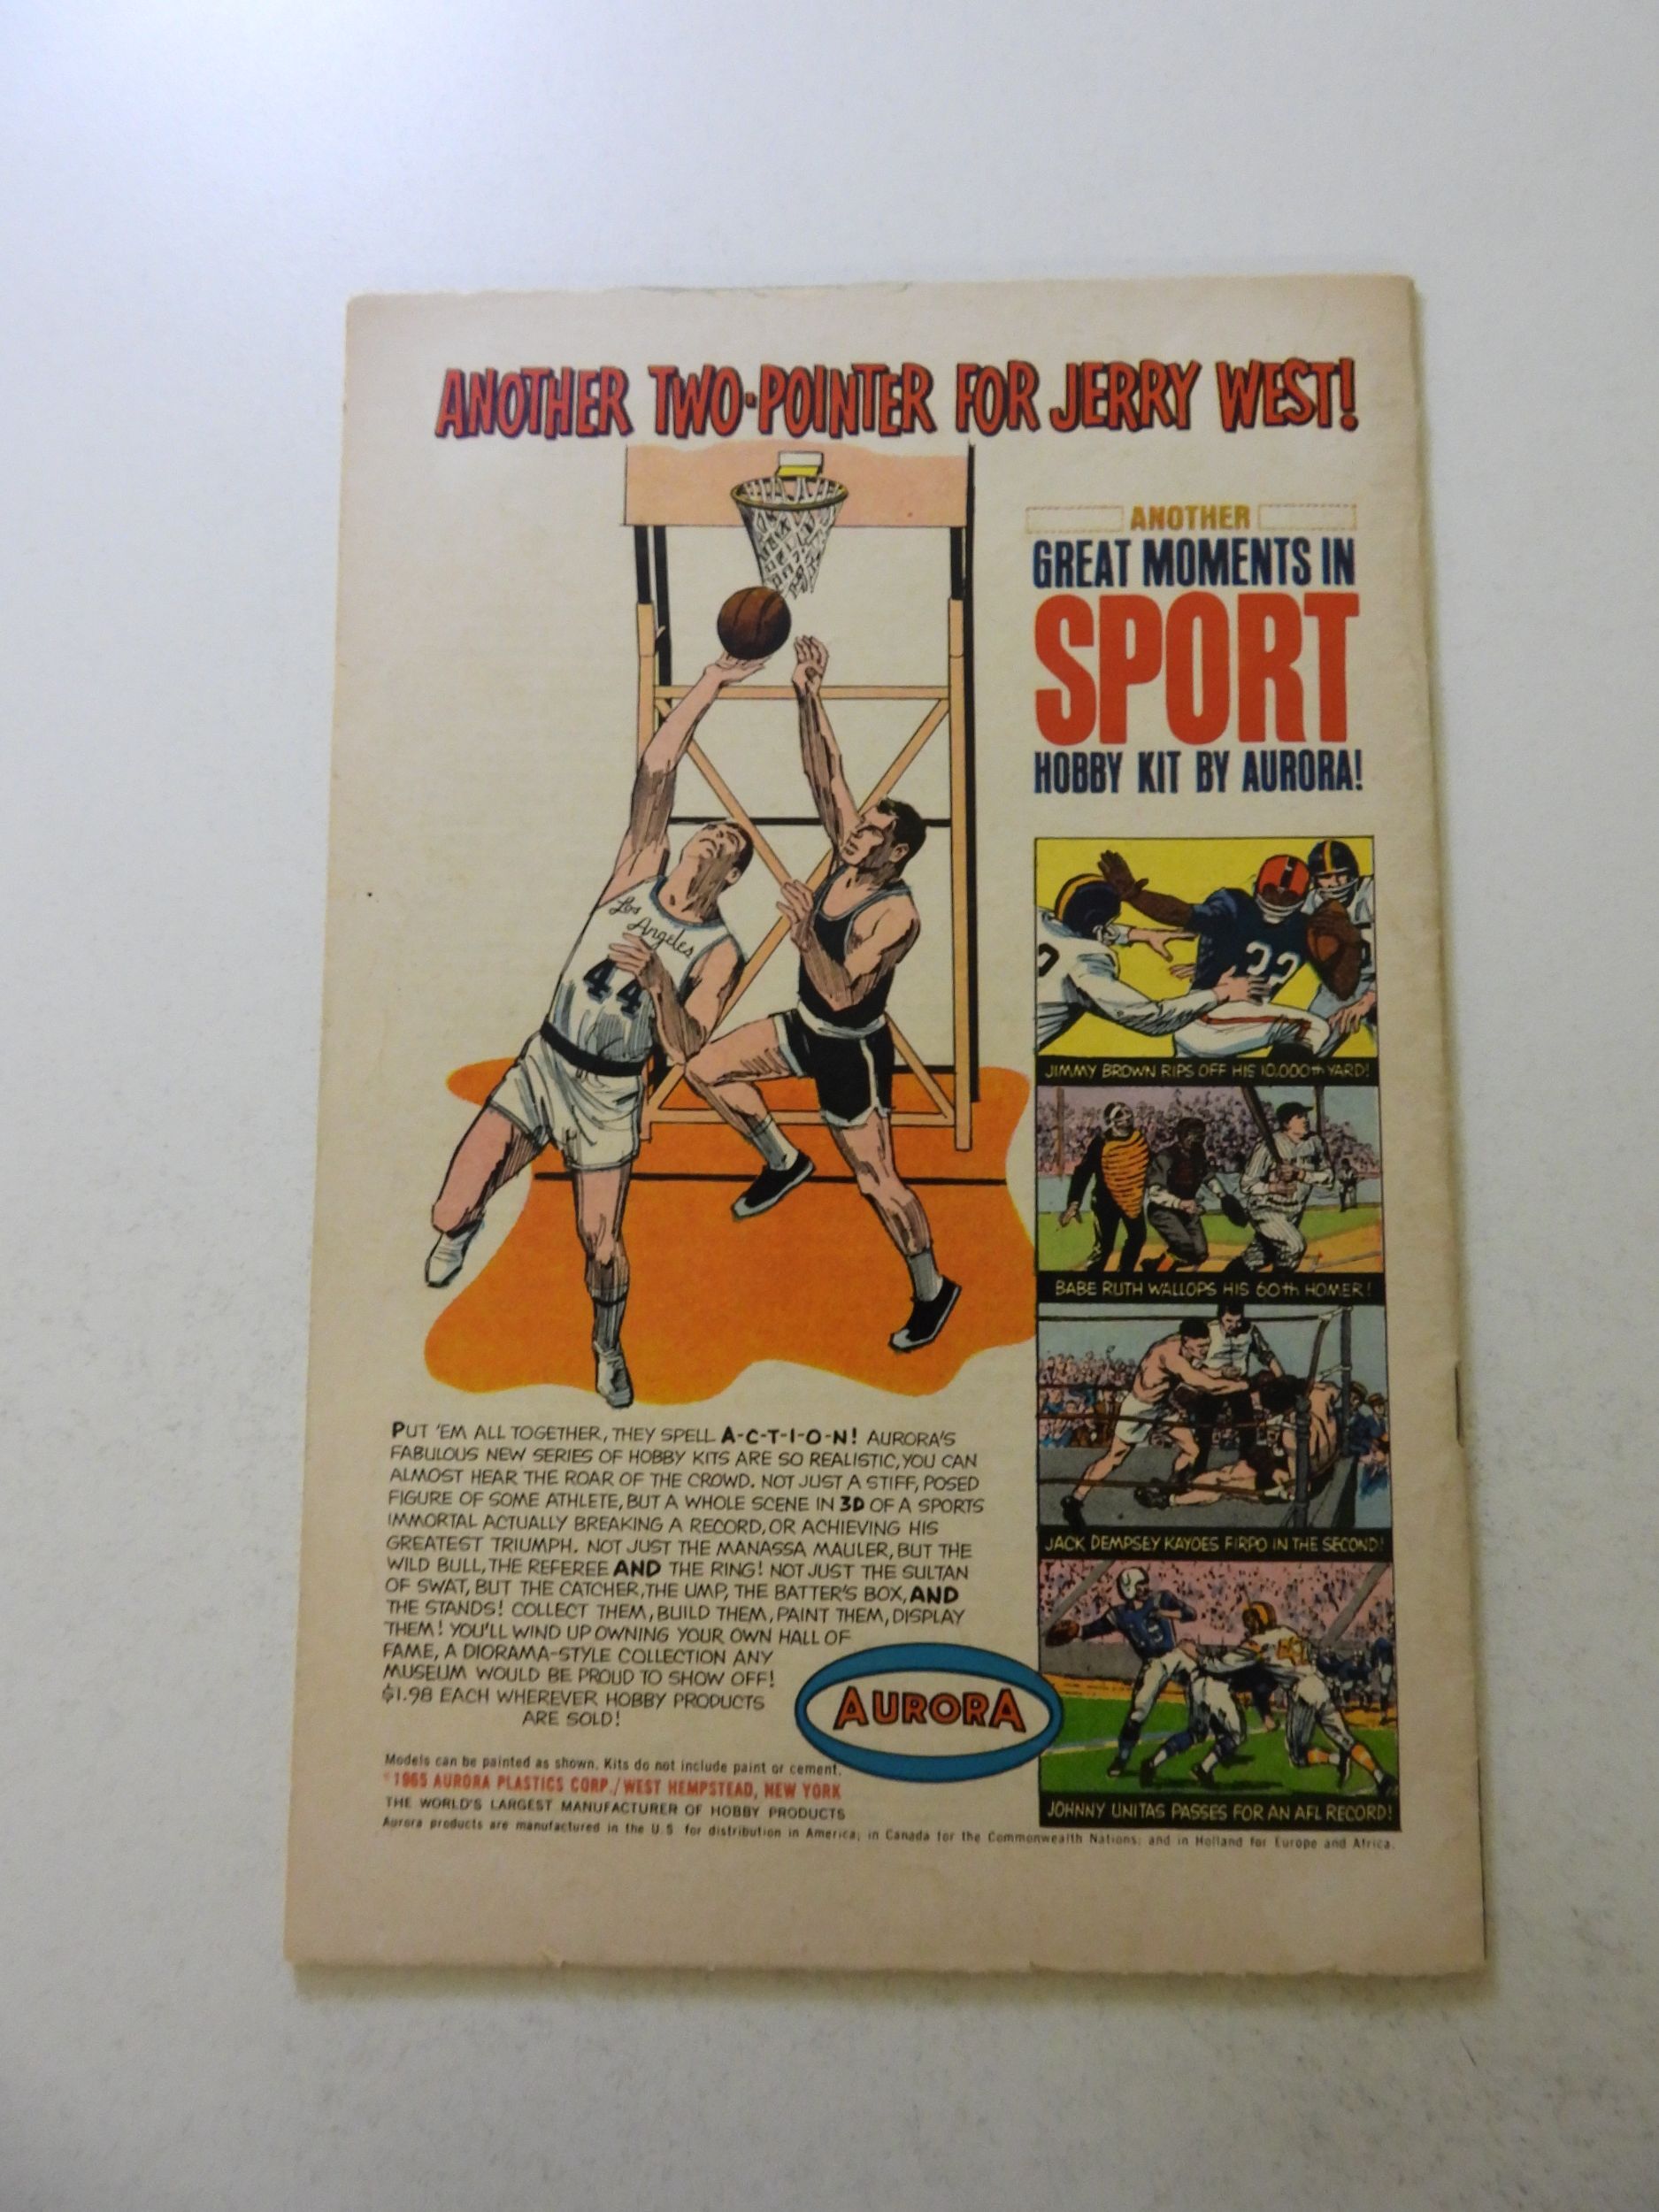 ANOTHER TWO-POINTER FOR JERRY WEST!
ANOTHER
GREAT MOMENTS IN
SPORT
HOBBY KIT BY AURORA!
Los
Angeles
44
32
JIMMY BROWN RIPS OFF HIS 10,000th YARD!
BABE RUTH WALLOPS HIS 60th HOMER!
JACK DEMPSEY KAYOES FIRPO IN THE SECOND!
JOHNNY UNITAS PASSES FOR AN AFL RECORD!
PUT 'EM ALL TOGETHER, THEY SPELL A-C-T-I-O-N! AURORA'S
FABULOUS NEW SERIES OF HOBBY KITS ARE SO REALISTIC, YOU CAN
ALMOST HEAR THE ROAR OF THE CROWD. NOT JUST A STIFF, POSED
FIGURE OF SOME ATHLETE, BUT A WHOLE SCENE IN 3D OF A SPORTS
IMMORTAL ACTUALLY BREAKING A RECORD, OR ACHIEVING HIS
GREATEST TRIUMPH. NOT JUST THE MANASSA MAULER, BUT THE
WILD BULL, THE REFEREE AND THE RING! NOT JUST THE SULTAN
OF SWAT, BUT THE CATCHER, THE UMP, THE BATTER'S BOX, AND
THE STANDS! COLLECT THEM, BUILD THEM, PAINT THEM, DISPLAY
THEM! YOU'LL WIND UP OWNING YOUR OWN HALL OF
FAME, A DIORAMA-STYLE COLLECTION ANY
MUSEUM WOULD BE PROUD TO SHOW OFF!
$1.98 EACH WHEREVER HOBBY PRODUCTS
ARE SOLD!
AURORA
Models can be painted as shown. Kits do not include paint or cement.
©1965 AURORA PLASTICS CORP./WEST HEMPSTEAD, NEW YORK
THE WORLD'S LARGEST MANUFACTURER OF HOBBY PRODUCTS
Aurora products are manufactured in the U.S. for distribution in America; in Canada for the Commonwealth Nations; and in Holland for Europe and Africa.